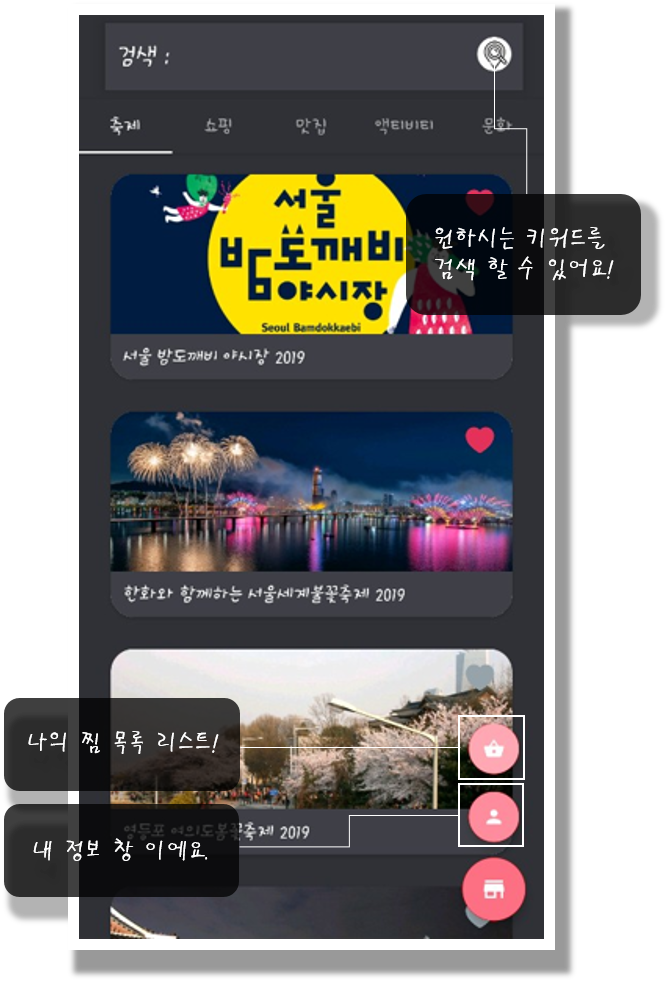 검색 :
축제 쇼핑 맛집 액티비티 문화
서울
밤도깨비
야시장
Seoul Bamdokkaebi
원하시는 키워드를
검색 할 수 있어요!
서울 밤도깨비 야시장 2019
한화와 함께하는 서울세계불꽃축제 2019
나의 찜 목록 리스트!
영등포 여의도봄꽃축제 2019
내 정보 창 이에요.